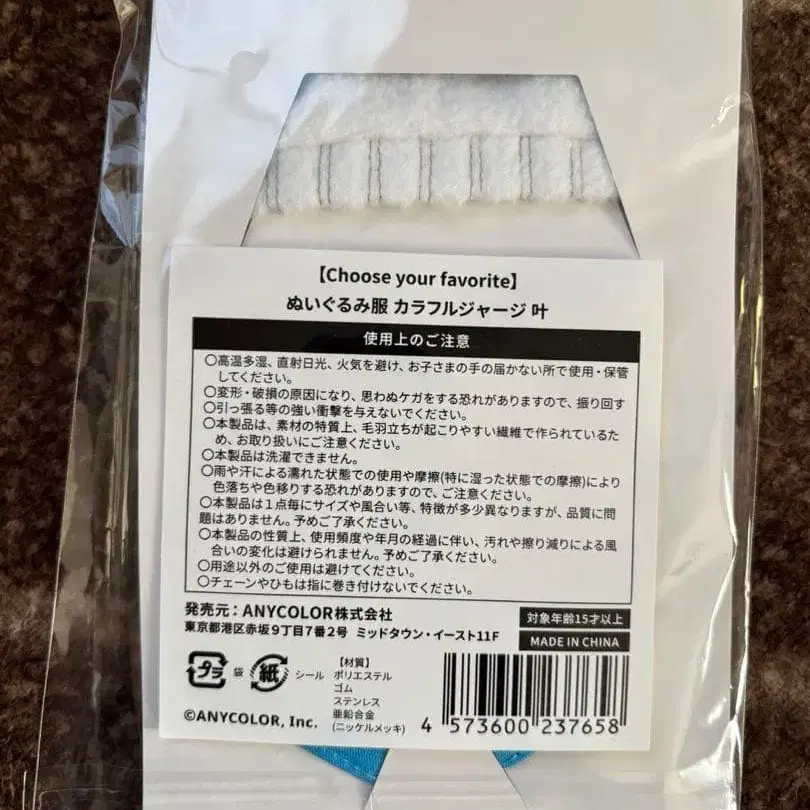 【Choose your favorite】
ぬいぐるみ服 カラフルジャージ 叶
使用上のご注意
○高温多湿、直射日光、火気を避け、お子さまの手の届かない所で使用・保管
してください。
○変形・破損の原因になり、思わぬケガをする恐れがありますので、振り回す
○引っ張る等の強い衝撃を与えないでください。
○本製品は、素材の特質上、毛羽立ちが起こりやすい繊維で作られているた
め、お取り扱いにご注意ください。
○本製品は洗濯できません。
○雨や汗による濡れた状態での使用や摩擦(特に湿った状態での摩擦)により
色落ちや色移りする恐れがありますので、ご注意ください。
○本製品は１点毎にサイズや風合い等、特徴が多少異なりますが、品質に問
題はありません。予めご了承ください。
○本製品の性質上、使用頻度や年月の経過に伴い、汚れや擦り減りによる風
合いの変化は避けられません。予めご了承ください。
○用途以外のご使用は避けてください。
○チェーンやひもは指に巻き付けないでください。
発売元：ANYCOLOR株式会社
東京都港区赤坂９丁目７番２号 ミッドタウン・イースト11F
対象年齢15才以上
MADE IN CHINA
プラ 袋 紙 シール
【材質】
ポリエステル
ゴム
ステンレス
亜鉛合金
(ニッケルメッキ)
©ANYCOLOR, Inc.
4 573600 237658